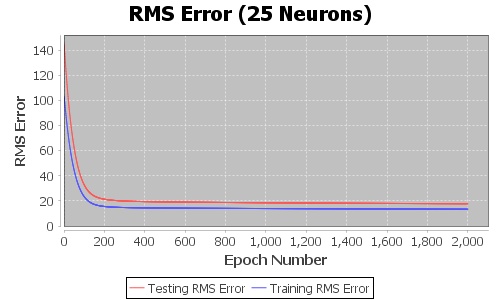 RMS Error (25 Neurons)
RMS Error
140
120
100
80
60
40
20
0
0 200 400 600 800 1,000 1,200 1,400 1,600 1,800 2,000
Epoch Number
Testing RMS Error Training RMS Error